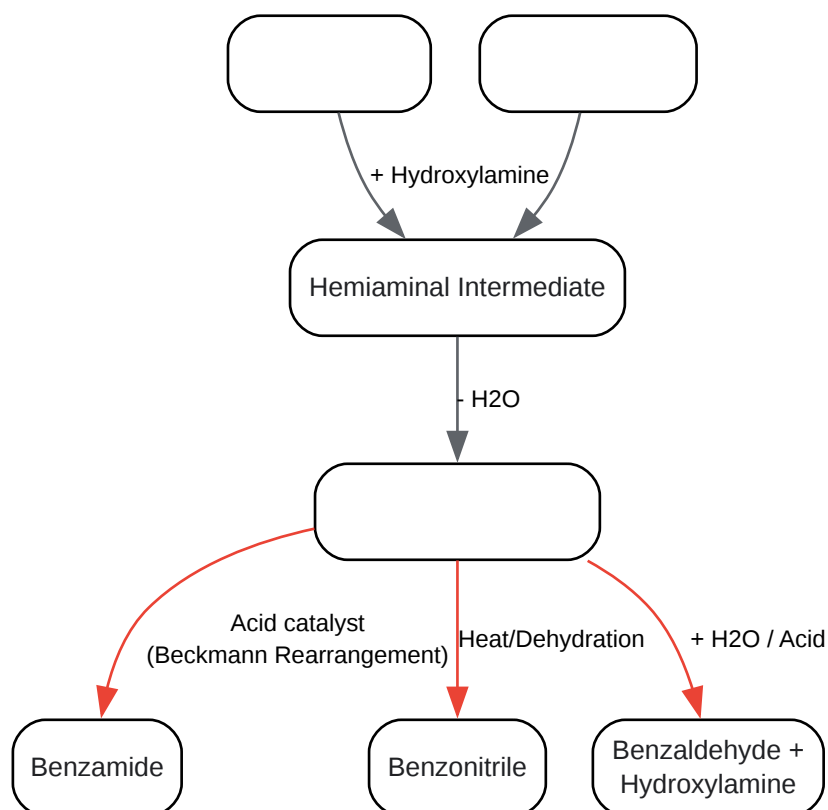 + Hydroxylamine
Hemiaminal Intermediate
- H2O
Acid catalyst
(Beckmann Rearrangement)
Heat/Dehydration
+ H2O / Acid
Benzamide
Benzonitrile
Benzaldehyde +
Hydroxylamine